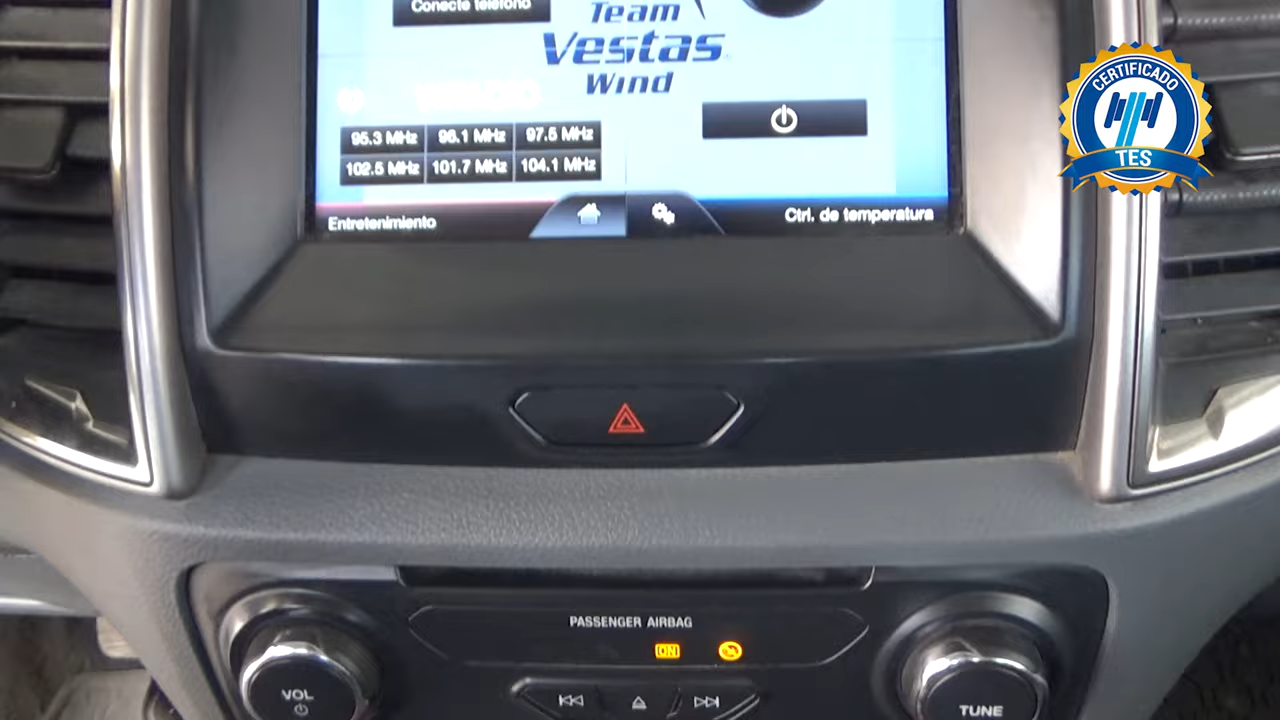 Conecte teléfono
Team
Vestas
Wind
95.3 MHz 96.1 MHz 97.5 MHz
102.5 MHz 101.7 MHz 104.1 MHz
Entretenimiento
Ctrl. de temperatura
CERTIFICADO
TES
PASSENGER AIRBAG
ON
VOL
TUNE